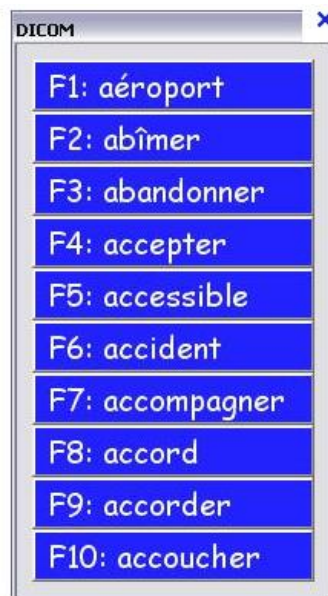 DICOM
F1: aéroport
F2: abîmer
F3: abandonner
F4: accepter
F5: accessible
F6: accident
F7: accompagner
F8: accord
F9: accorder
F10: accoucher